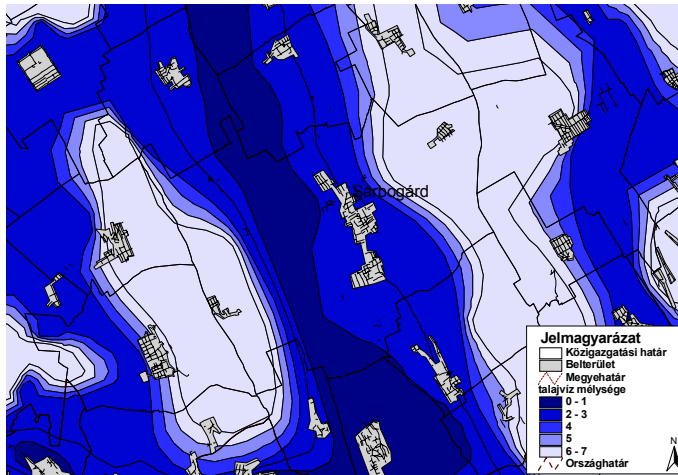 Sárbogárd
Jelmagyarázat
Közigazgatási határ
Belterület
Megyehatár
talajvíz mélysége
0 - 1
2 - 3
4
5
6 - 7
Országhatár
N